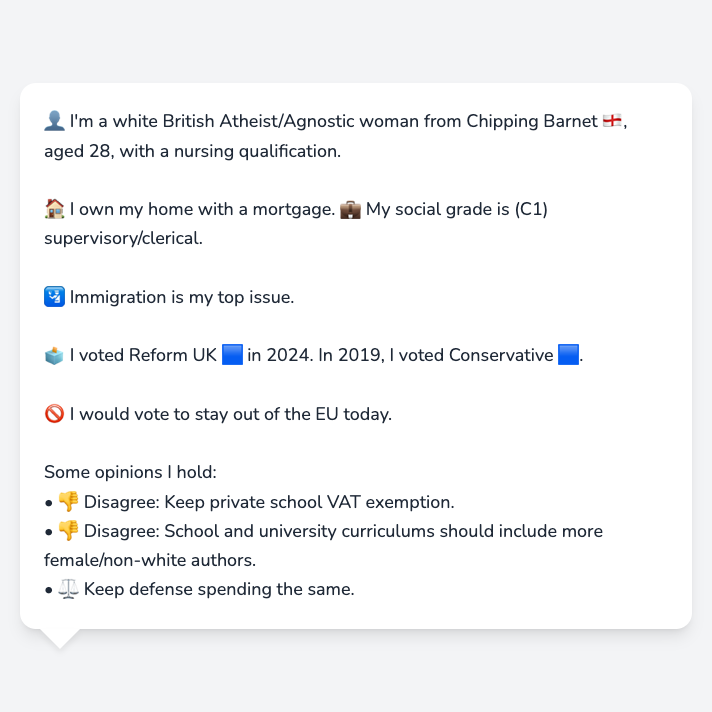 👤 I'm a white British Atheist/Agnostic woman from Chipping Barnet 🏴󠁧󠁢󠁥󠁮󠁧󠁿,
aged 28, with a nursing qualification.
🏠 I own my home with a mortgage. 💼 My social grade is (C1)
supervisory/clerical.
🛂 Immigration is my top issue.
🗳️ I voted Reform UK 🟦 in 2024. In 2019, I voted Conservative 🟦.
🚫 I would vote to stay out of the EU today.
Some opinions I hold:
• 👎 Disagree: Keep private school VAT exemption.
• 👎 Disagree: School and university curriculums should include more
female/non-white authors.
• ⚖️ Keep defense spending the same.